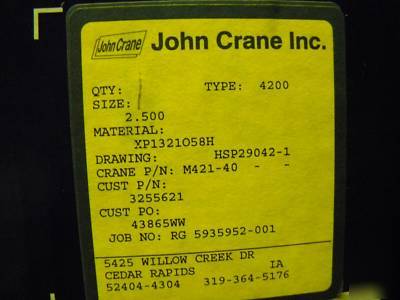 John Crane John Crane Inc.
QTY: 1 TYPE: 4200
SIZE:
2.500
MATERIAL:
XP1321O58H
DRAWING: HSP29042-1
CRANE P/N: M421-40 - -
CUST P/N:
3255621
CUST PO:
43865WW
JOB NO: RG 5935952-001
5425 WILLOW CREEK DR
CEDAR RAPIDS IA
52404-4304 319-364-5176